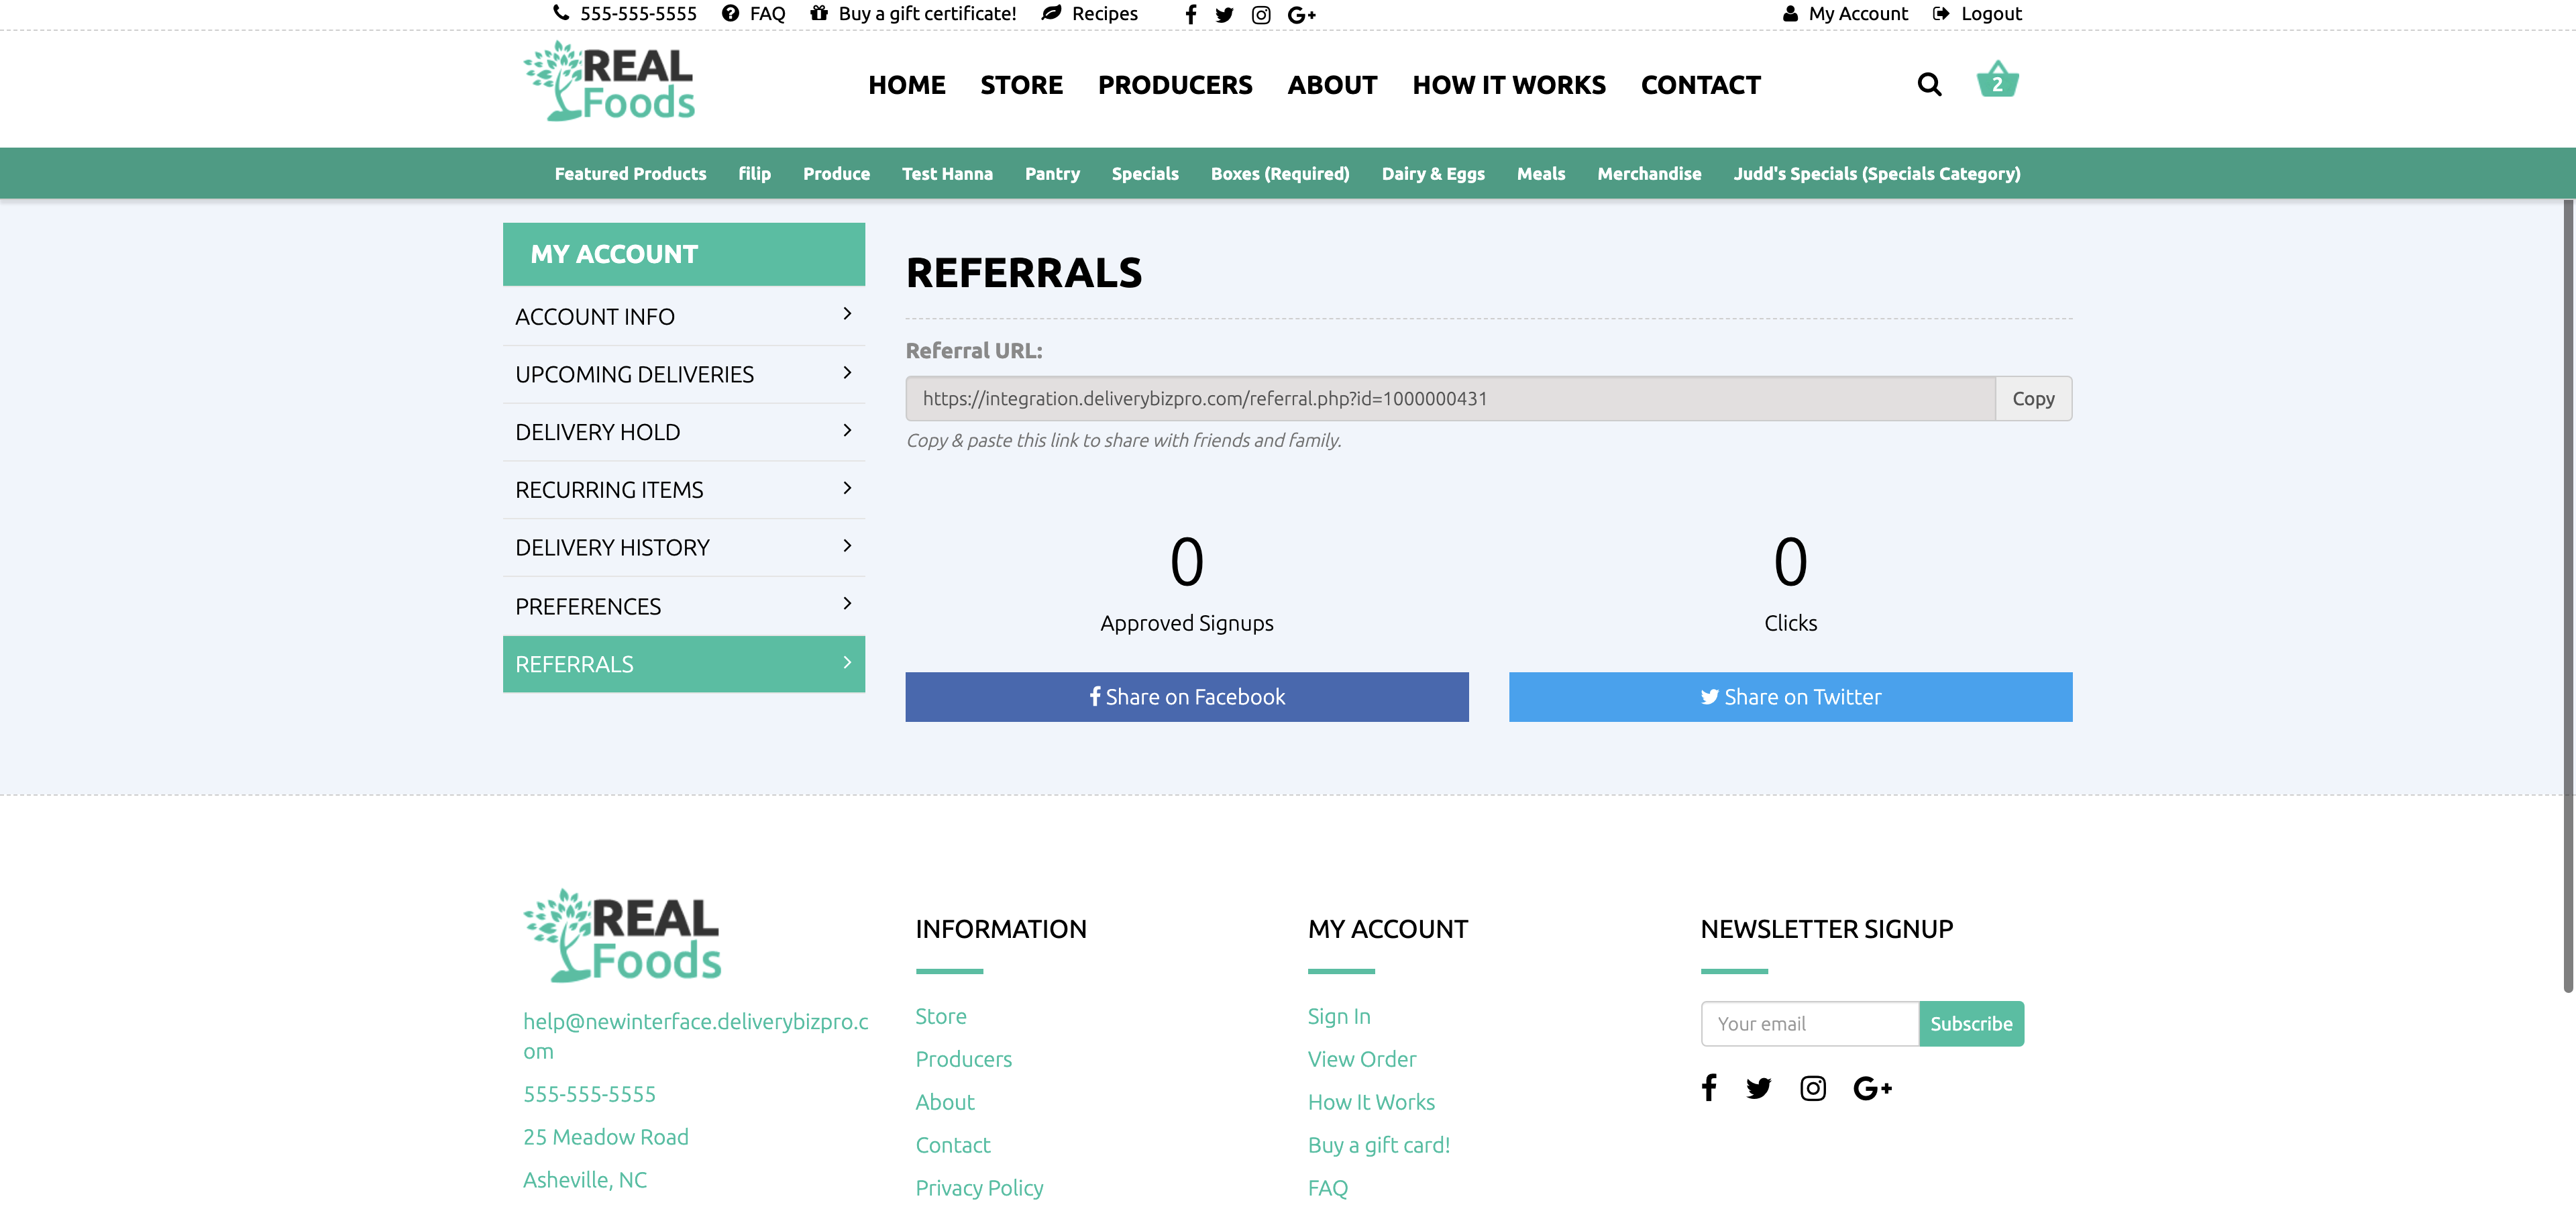 555-555-5555 FAQ Buy a gift certificate! Recipes My Account Logout
REAL
Foods
HOME STORE PRODUCERS ABOUT HOW IT WORKS CONTACT 2
Featured Products filip Produce Test Hanna Pantry Specials Boxes (Required) Dairy & Eggs Meals Merchandise Judd's Specials (Specials Category)
MY ACCOUNT
ACCOUNT INFO
UPCOMING DELIVERIES
DELIVERY HOLD
RECURRING ITEMS
DELIVERY HISTORY
PREFERENCES
REFERRALS
REFERRALS
Referral URL:
https://integration.deliverybizpro.com/referral.php?id=1000000431 Copy
Copy & paste this link to share with friends and family.
0
Approved Signups
0
Clicks
Share on Facebook
Share on Twitter
REAL
Foods
help@newinterface.deliverybizpro.c
om
555-555-5555
25 Meadow Road
Asheville, NC
INFORMATION
Store
Producers
About
Contact
Privacy Policy
MY ACCOUNT
Sign In
View Order
How It Works
Buy a gift card!
FAQ
NEWSLETTER SIGNUP
Your email Subscribe